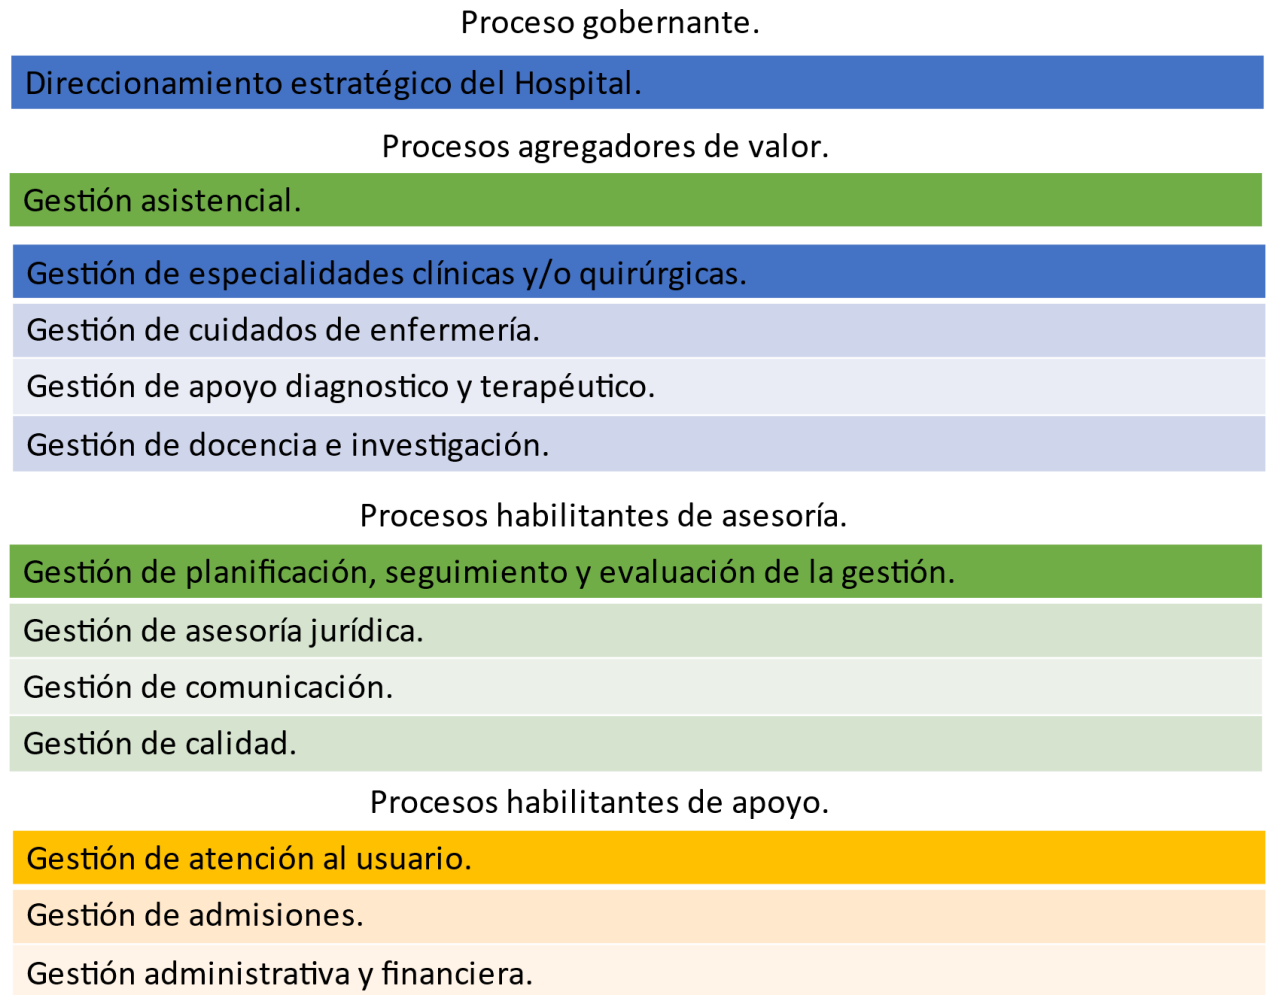 Proceso gobernante.
Direccionamiento estratégico del Hospital.
Procesos agregadores de valor.
Gestión asistencial.
Gestión de especialidades clínicas y/o quirúrgicas.
Gestión de cuidados de enfermería.
Gestión de apoyo diagnostico y terapéutico.
Gestión de docencia e investigación.
Procesos habilitantes de asesoría.
Gestión de planificación, seguimiento y evaluación de la gestión.
Gestión de asesoría jurídica.
Gestión de comunicación.
Gestión de calidad.
Procesos habilitantes de apoyo.
Gestión de atención al usuario.
Gestión de admisiones.
Gestión administrativa y financiera.